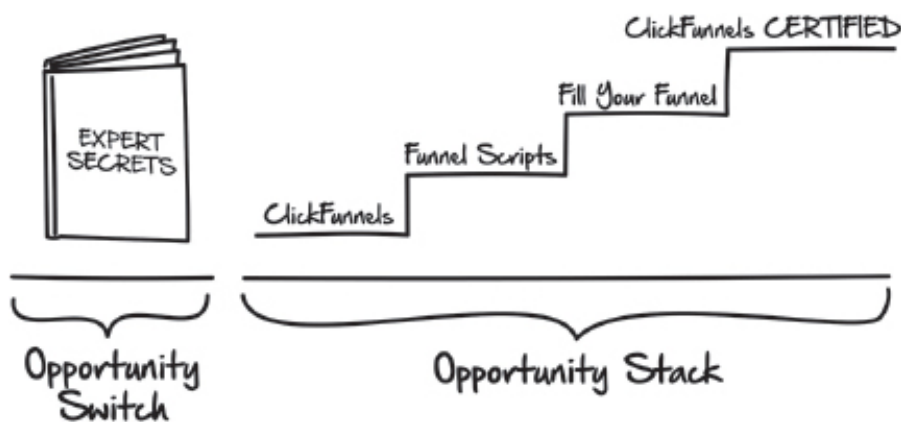 ClickFunnels CERTIFIED
Fill Your Funnel
EXPERT
SECRETS
Funnel Scripts
ClickFunnels
Opportunity
Switch
Opportunity Stack